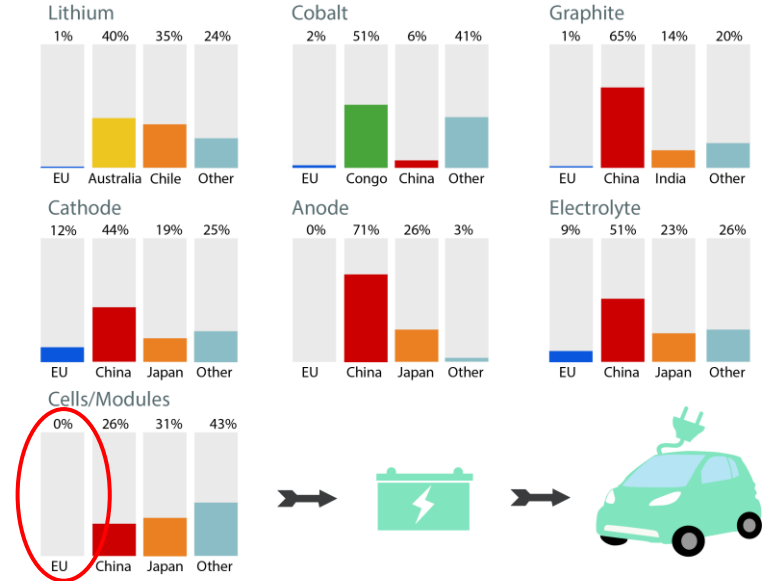 Lithium
1% 40% 35% 24%
EU Australia Chile Other
Cobalt
2% 51% 6% 41%
EU Congo China Other
Graphite
1% 65% 14% 20%
EU China India Other
Cathode
12% 44% 19% 25%
EU China Japan Other
Anode
0% 71% 26% 3%
EU China Japan Other
Electrolyte
9% 51% 23% 26%
EU China Japan Other
Cells/Modules
0% 26% 31% 43%
EU China Japan Other